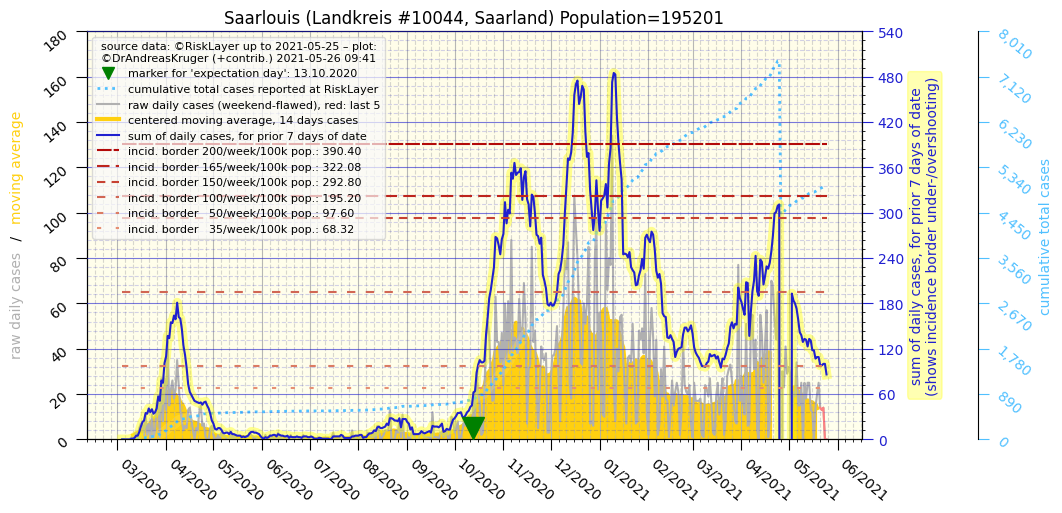 Saarlouis (Landkreis #10044, Saarland) Population=195201
source data: ©RiskLayer up to 2021-05-25 – plot:
©DrAndreasKruger (+contrib.) 2021-05-26 09:41
marker for 'expectation day': 13.10.2020
cumulative total cases reported at RiskLayer
raw daily cases (weekend-flawed), red: last 5
centered moving average, 14 days cases
sum of daily cases, for prior 7 days of date
incid. border 200/week/100k pop.: 390.40
incid. border 165/week/100k pop.: 322.08
incid. border 150/week/100k pop.: 292.80
incid. border 100/week/100k pop.: 195.20
incid. border 50/week/100k pop.: 97.60
incid. border 35/week/100k pop.: 68.32
raw daily cases / moving average
180
160
140
120
100
80
60
40
20
0
03/2020
04/2020
05/2020
06/2020
07/2020
08/2020
09/2020
10/2020
11/2020
12/2020
01/2021
02/2021
03/2021
04/2021
05/2021
06/2021
540
480
420
360
300
240
180
120
60
0
sum of daily cases, for prior 7 days of date
(shows incidence border under-/overshooting)
8,010
7,120
6,230
5,340
4,450
3,560
2,670
1,780
890
0
cumulative total cases